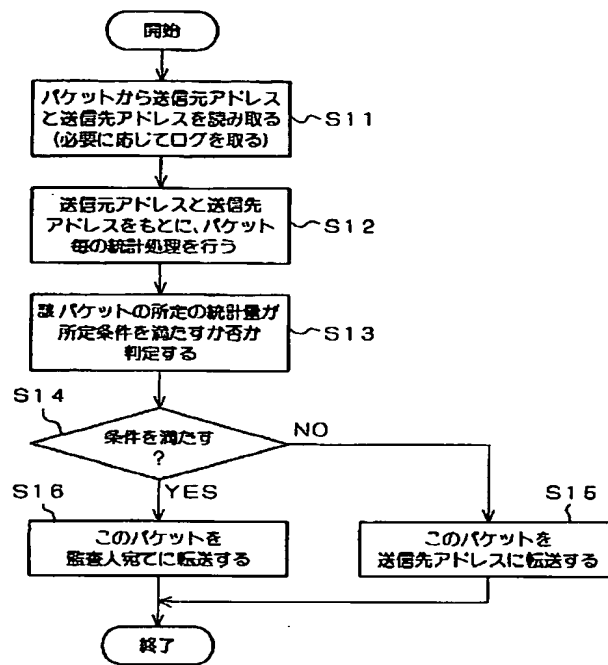 開始
パケットから送信元アドレス
と送信先アドレスを読み取る
(必要に応じてログを取る)
S11
送信元アドレスと送信先
アドレスをもとに、パケット
毎の統計処理を行う
S12
該パケットの所定の統計量が
所定条件を満たすか否か
判定する
S13
S14
条件を満たす
?
NO
YES
S16
このパケットを
監査人宛てに転送する
S15
このパケットを
送信先アドレスに転送する
終了